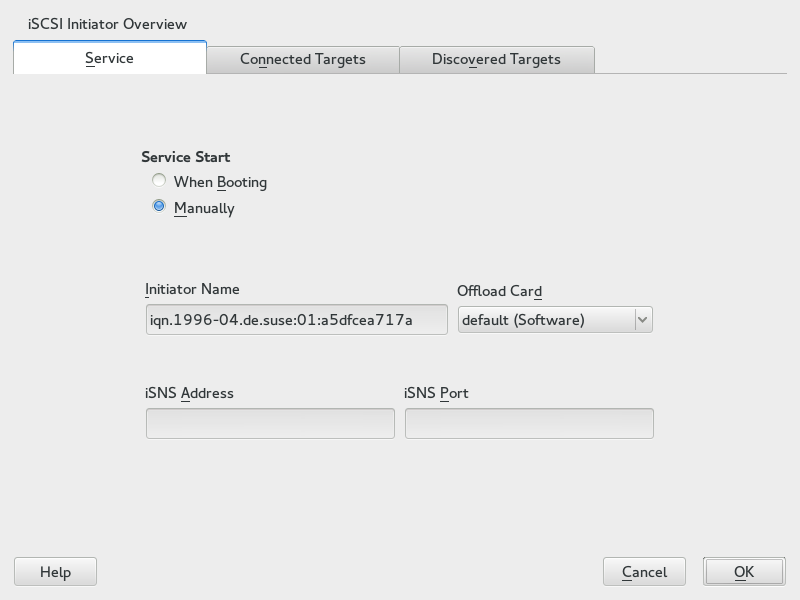 iSCSI Initiator Overview
Service Connected Targets Discovered Targets
Service Start
When Booting
Manually
Initiator Name Offload Card
iqn.1996-04.de.suse:01:a5dfcea717a default (Software)
iSNS Address iSNS Port
Help Cancel OK